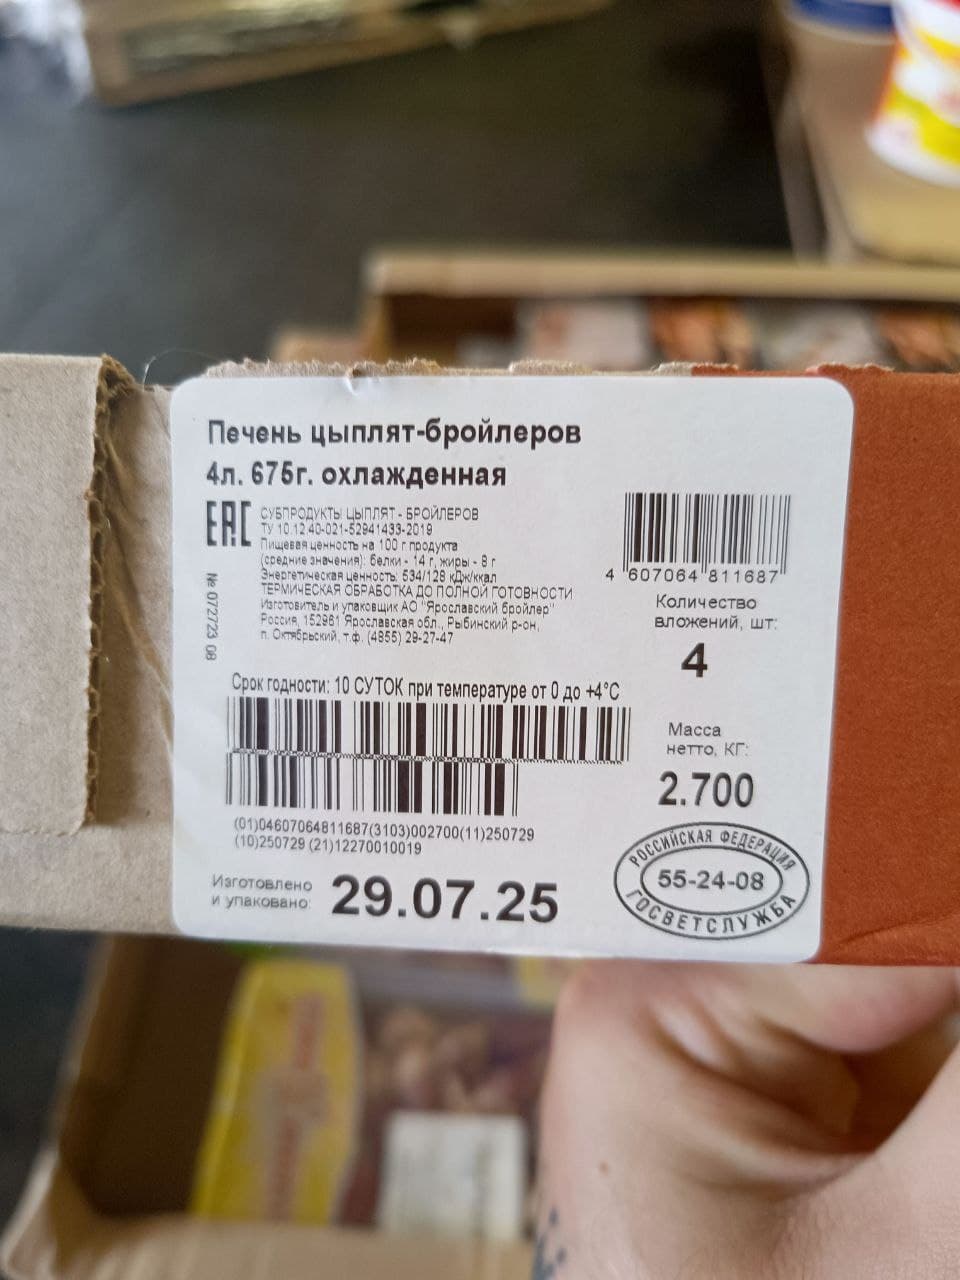 Печень цыплят-бройлеров
4л. 675г. охлажденная
EAC
СУБПРОДУКТЫ ЦЫПЛЯТ - БРОЙЛЕРОВ
ТУ 10.12.40-021-52941433-2019
Пищевая ценность на 100 г продукта
(средние значения): белки - 14 г, жиры - 8 г
Энергетическая ценность: 534/128 кДж/ккал
ТЕРМИЧЕСКАЯ ОБРАБОТКА ДО ПОЛНОЙ ГОТОВНОСТИ
Изготовитель и упаковщик АО "Ярославский бройлер"
Россия, 152961 Ярославская обл., Рыбинский р-он,
п. Октябрьский, т.ф. (4855) 29-27-47
№ 072723 08
4 607064 811687
Количество
вложений, шт:
4
Срок годности: 10 СУТОК при температуре от 0 до +4°С
Масса
нетто, КГ:
2.700
(01)04607064811687(3103)002700(11)250729
(10)250729 (21)12270010019
Изготовлено
и упаковано:
29.07.25
РОССИЙСКАЯ ФЕДЕРАЦИЯ
55-24-08
ГОСВЕТСЛУЖБА